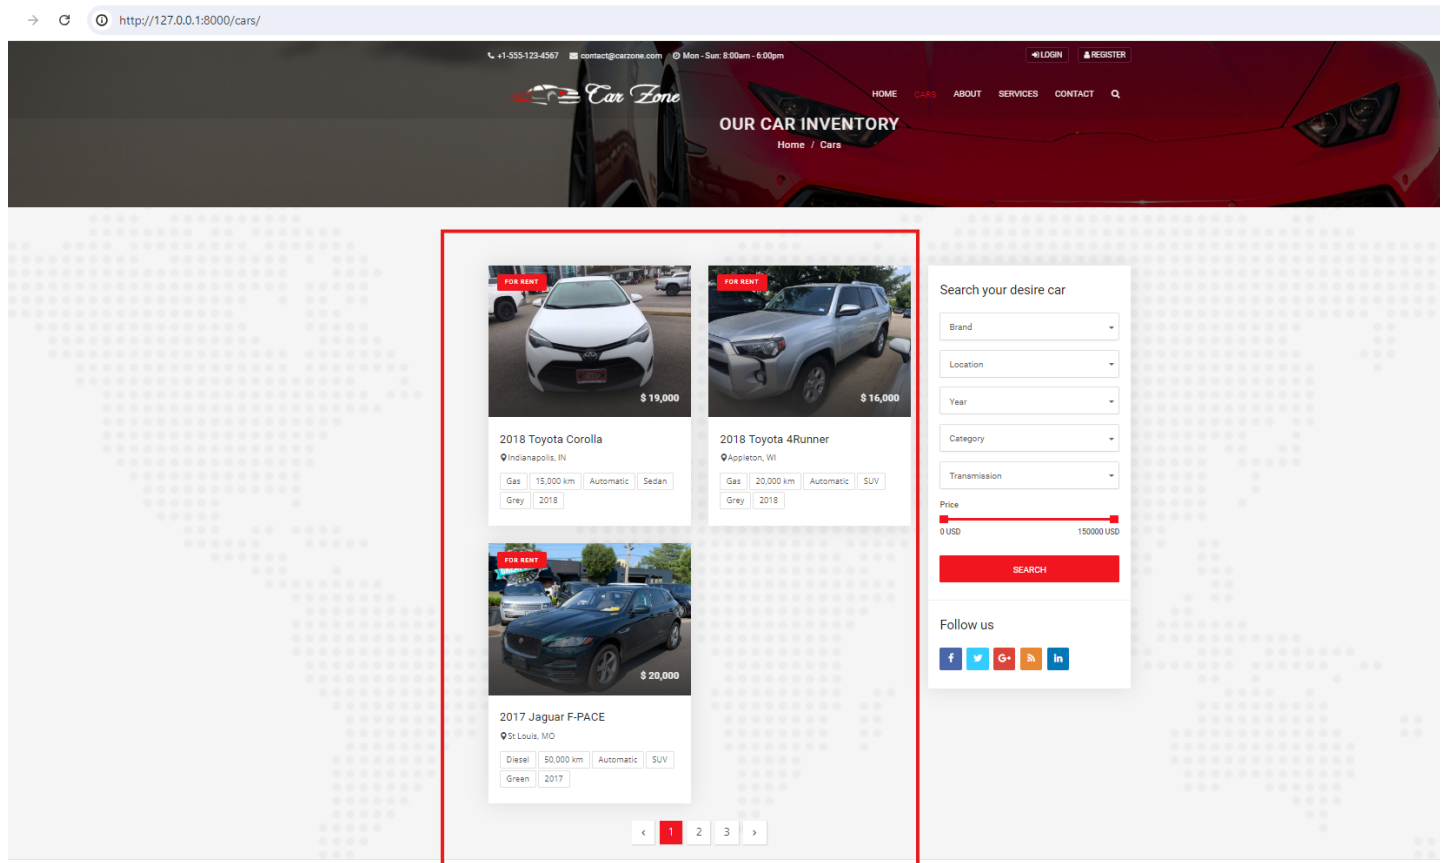 http://127.0.0.1:8000/cars/
+1-555-123-4567 contact@carzone.com Mon - Sun: 8:00am - 6:00pm LOGIN REGISTER
Car Zone
HOME CARS ABOUT SERVICES CONTACT
OUR CAR INVENTORY
Home / Cars
FOR RENT
$ 19,000
2018 Toyota Corolla
Indianapolis, IN
Gas 15,000 km Automatic Sedan
Grey 2018
FOR RENT
$ 16,000
2018 Toyota 4Runner
Appleton, WI
Gas 20,000 km Automatic SUV
Grey 2018
FOR RENT
$ 20,000
2017 Jaguar F-PACE
St Louis, MO
Diesel 50,000 km Automatic SUV
Green 2017
‹ 1 2 3 ›
Search your desire car
Brand
Location
Year
Category
Transmission
Price
0 USD 150000 USD
SEARCH
Follow us
f G+ in